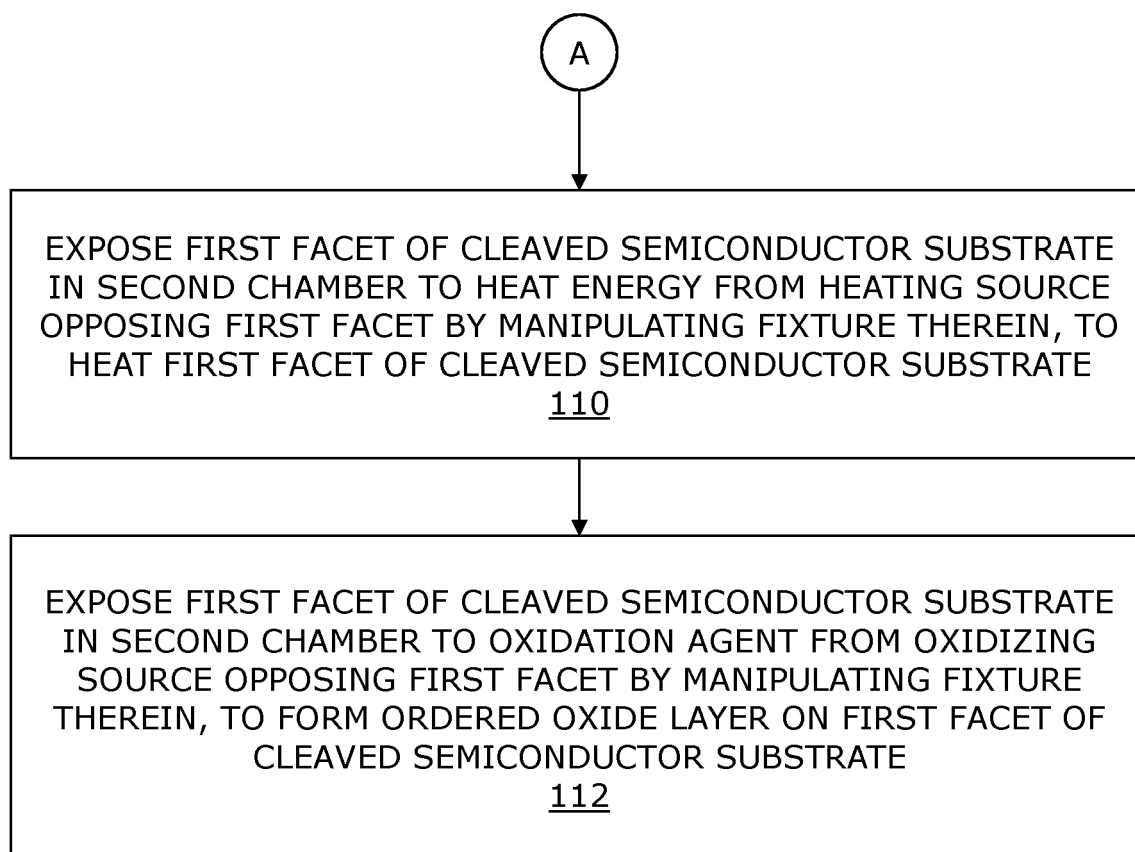 A
EXPOSE FIRST FACET OF CLEAVED SEMICONDUCTOR SUBSTRATE
IN SECOND CHAMBER TO HEAT ENERGY FROM HEATING SOURCE
OPPOSING FIRST FACET BY MANIPULATING FIXTURE THEREIN, TO
HEAT FIRST FACET OF CLEAVED SEMICONDUCTOR SUBSTRATE
110
EXPOSE FIRST FACET OF CLEAVED SEMICONDUCTOR SUBSTRATE
IN SECOND CHAMBER TO OXIDATION AGENT FROM OXIDIZING
SOURCE OPPOSING FIRST FACET BY MANIPULATING FIXTURE
THEREIN, TO FORM ORDERED OXIDE LAYER ON FIRST FACET OF
CLEAVED SEMICONDUCTOR SUBSTRATE
112